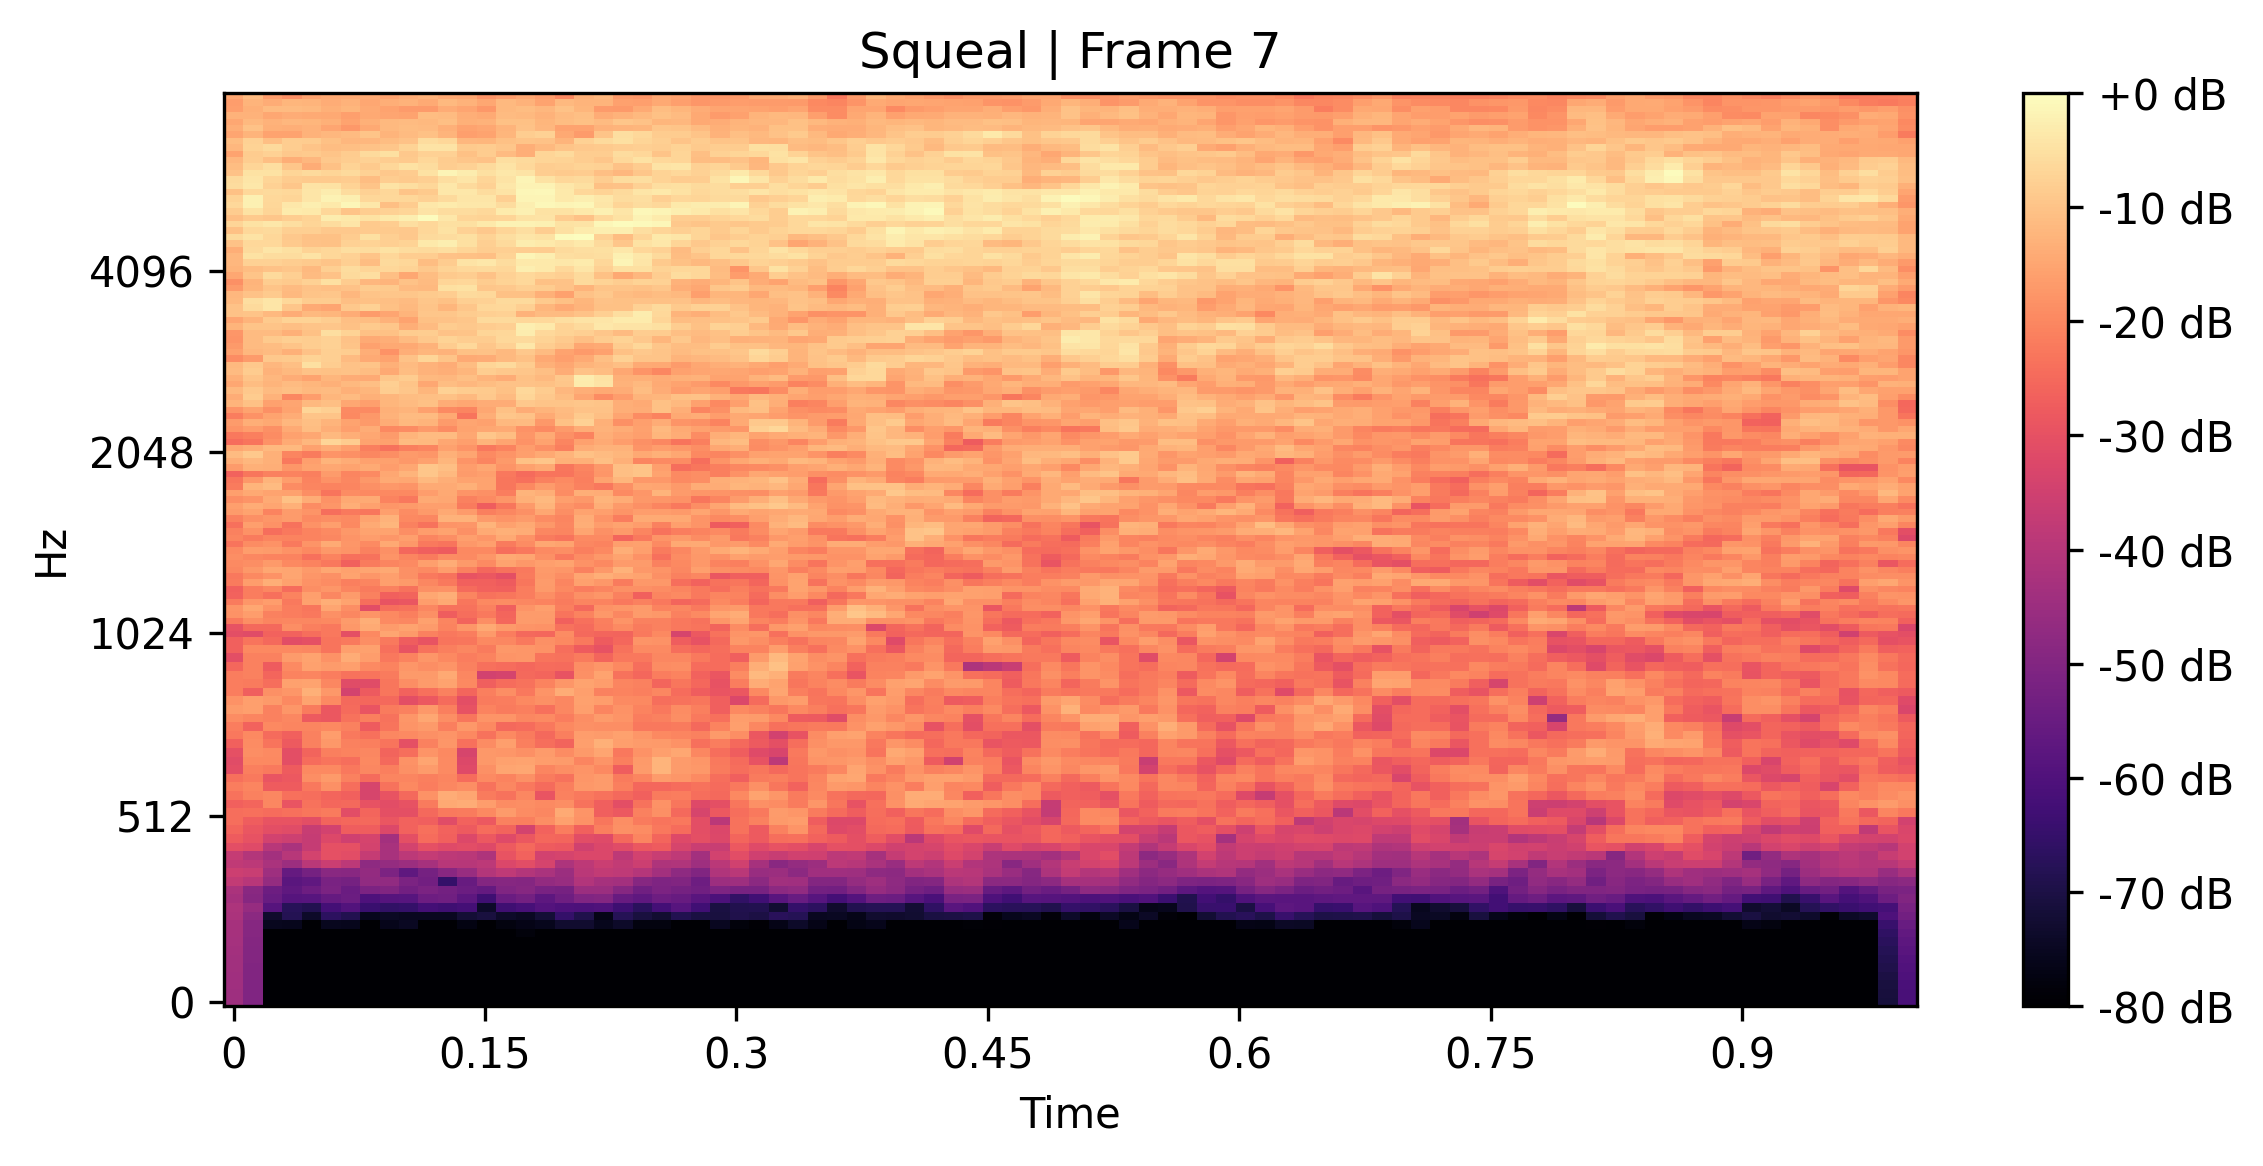 Squeal | Frame 7
+0 dB
-10 dB
-20 dB
-30 dB
-40 dB
-50 dB
-60 dB
-70 dB
-80 dB
Hz
4096
2048
1024
512
0
0 0.15 0.3 0.45 0.6 0.75 0.9
Time